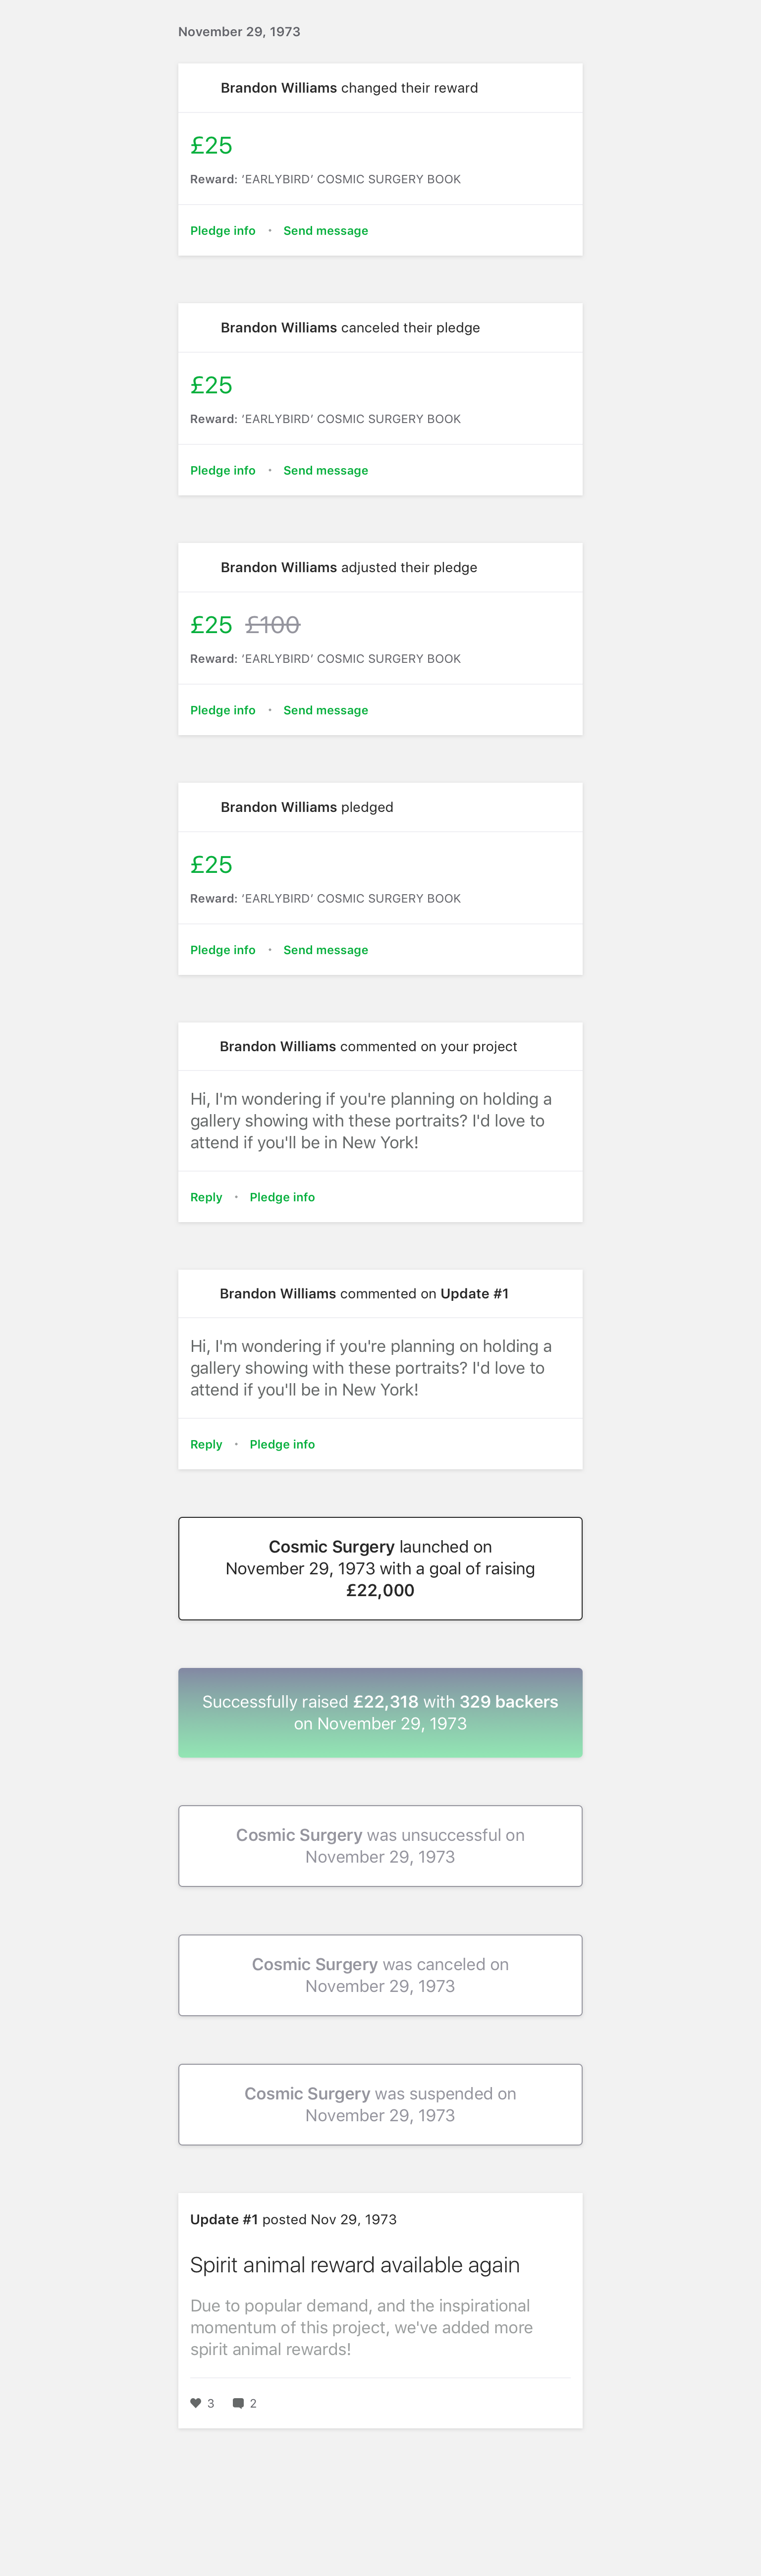 November 29, 1973
Brandon Williams changed their reward
£25
Reward: ‘EARLYBIRD’ COSMIC SURGERY BOOK
Pledge info • Send message
Brandon Williams canceled their pledge
£25
Reward: ‘EARLYBIRD’ COSMIC SURGERY BOOK
Pledge info • Send message
Brandon Williams adjusted their pledge
£25 £100
Reward: ‘EARLYBIRD’ COSMIC SURGERY BOOK
Pledge info • Send message
Brandon Williams pledged
£25
Reward: ‘EARLYBIRD’ COSMIC SURGERY BOOK
Pledge info • Send message
Brandon Williams commented on your project
Hi, I'm wondering if you're planning on holding a
gallery showing with these portraits? I'd love to
attend if you'll be in New York!
Reply • Pledge info
Brandon Williams commented on Update #1
Hi, I'm wondering if you're planning on holding a
gallery showing with these portraits? I'd love to
attend if you'll be in New York!
Reply • Pledge info
Cosmic Surgery launched on
November 29, 1973 with a goal of raising
£22,000
Successfully raised £22,318 with 329 backers
on November 29, 1973
Cosmic Surgery was unsuccessful on
November 29, 1973
Cosmic Surgery was canceled on
November 29, 1973
Cosmic Surgery was suspended on
November 29, 1973
Update #1 posted Nov 29, 1973
Spirit animal reward available again
Due to popular demand, and the inspirational
momentum of this project, we've added more
spirit animal rewards!
3 2